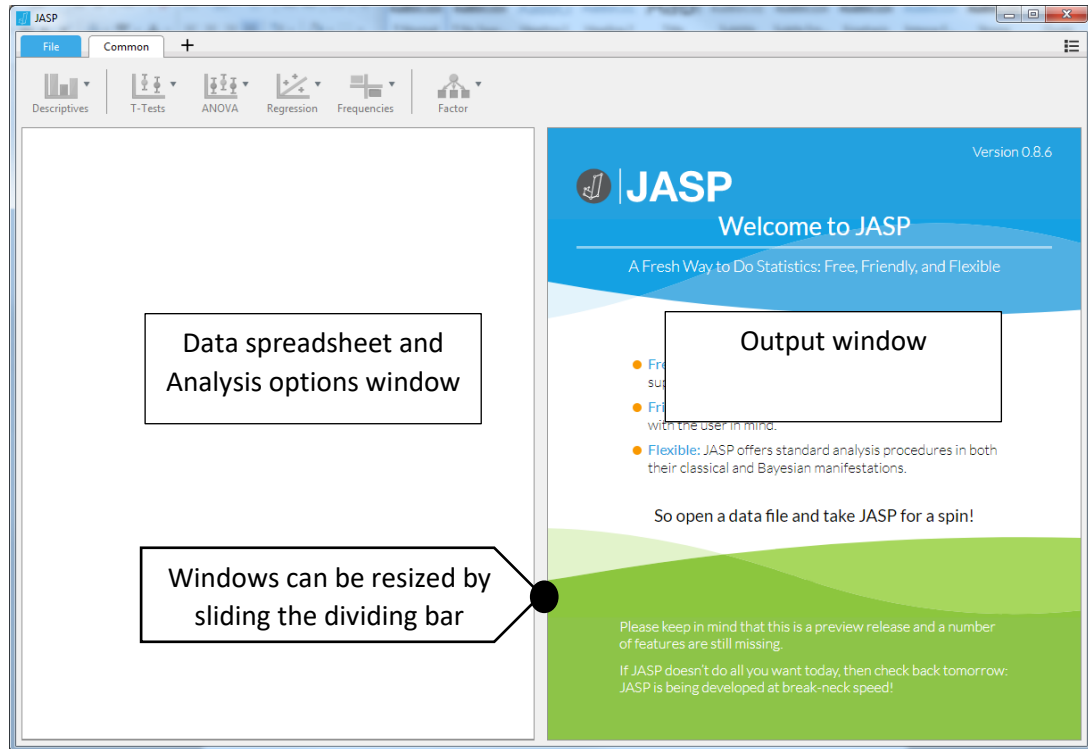 JASP
File Common +
Descriptives T-Tests ANOVA Regression Frequencies Factor
Version 0.8.6
JASP
Welcome to JASP
A Fresh Way to Do Statistics: Free, Friendly, and Flexible
Data spreadsheet and
Analysis options window
Output window
with the user in mind.
Flexible: JASP offers standard analysis procedures in both
their classical and Bayesian manifestations.
So open a data file and take JASP for a spin!
Windows can be resized by
sliding the dividing bar
Please keep in mind that this is a preview release and a number
of features are still missing.
If JASP doesn't do all you want today, then check back tomorrow:
JASP is being developed at break-neck speed!